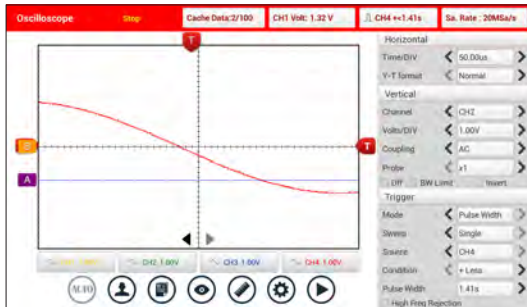 Oscilloscope
Stop
Cache Data:2/100
CH1 Volt: 1.32 V
CH4 +<1.41s
Sa. Rate : 20MSa/s
T
B
A
T
CH2 1.00V
CH3 1.00V
CH4 1.00V
AUTO
Horizontal
Time/DIV 50.00us
Y-T format Normal
Vertical
Channel CH2
Volts/DIV 1.00V
Coupling AC
Probe x1
BW Limit Invert
Trigger
Mode Pulse Width
Sweep Single
Source CH4
Condition + Less
Pulse Width 1.41s
High Freq Rejection